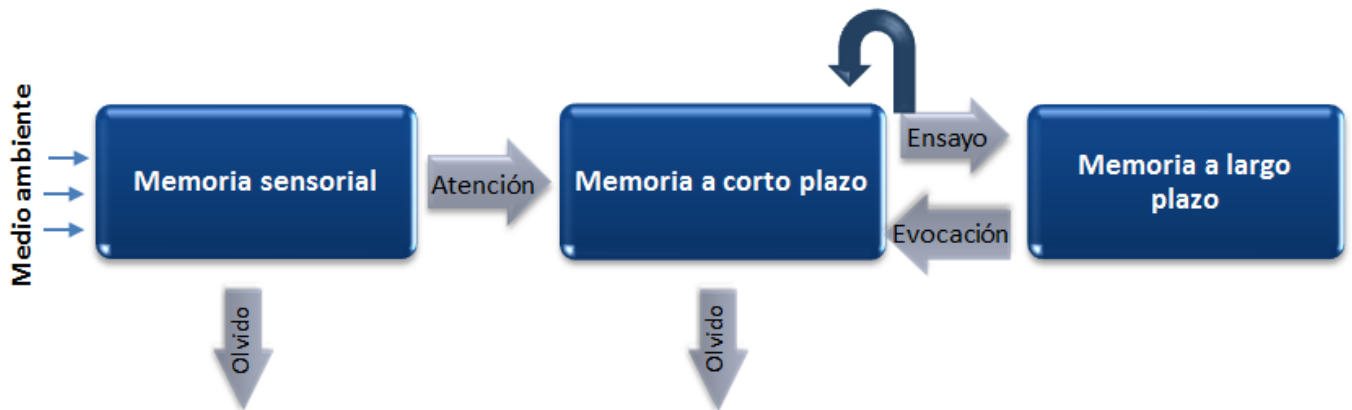 Medio ambiente
Memoria sensorial
Atención
Memoria a corto plazo
Ensayo
Evocación
Memoria a largo
plazo
Olvido
Olvido